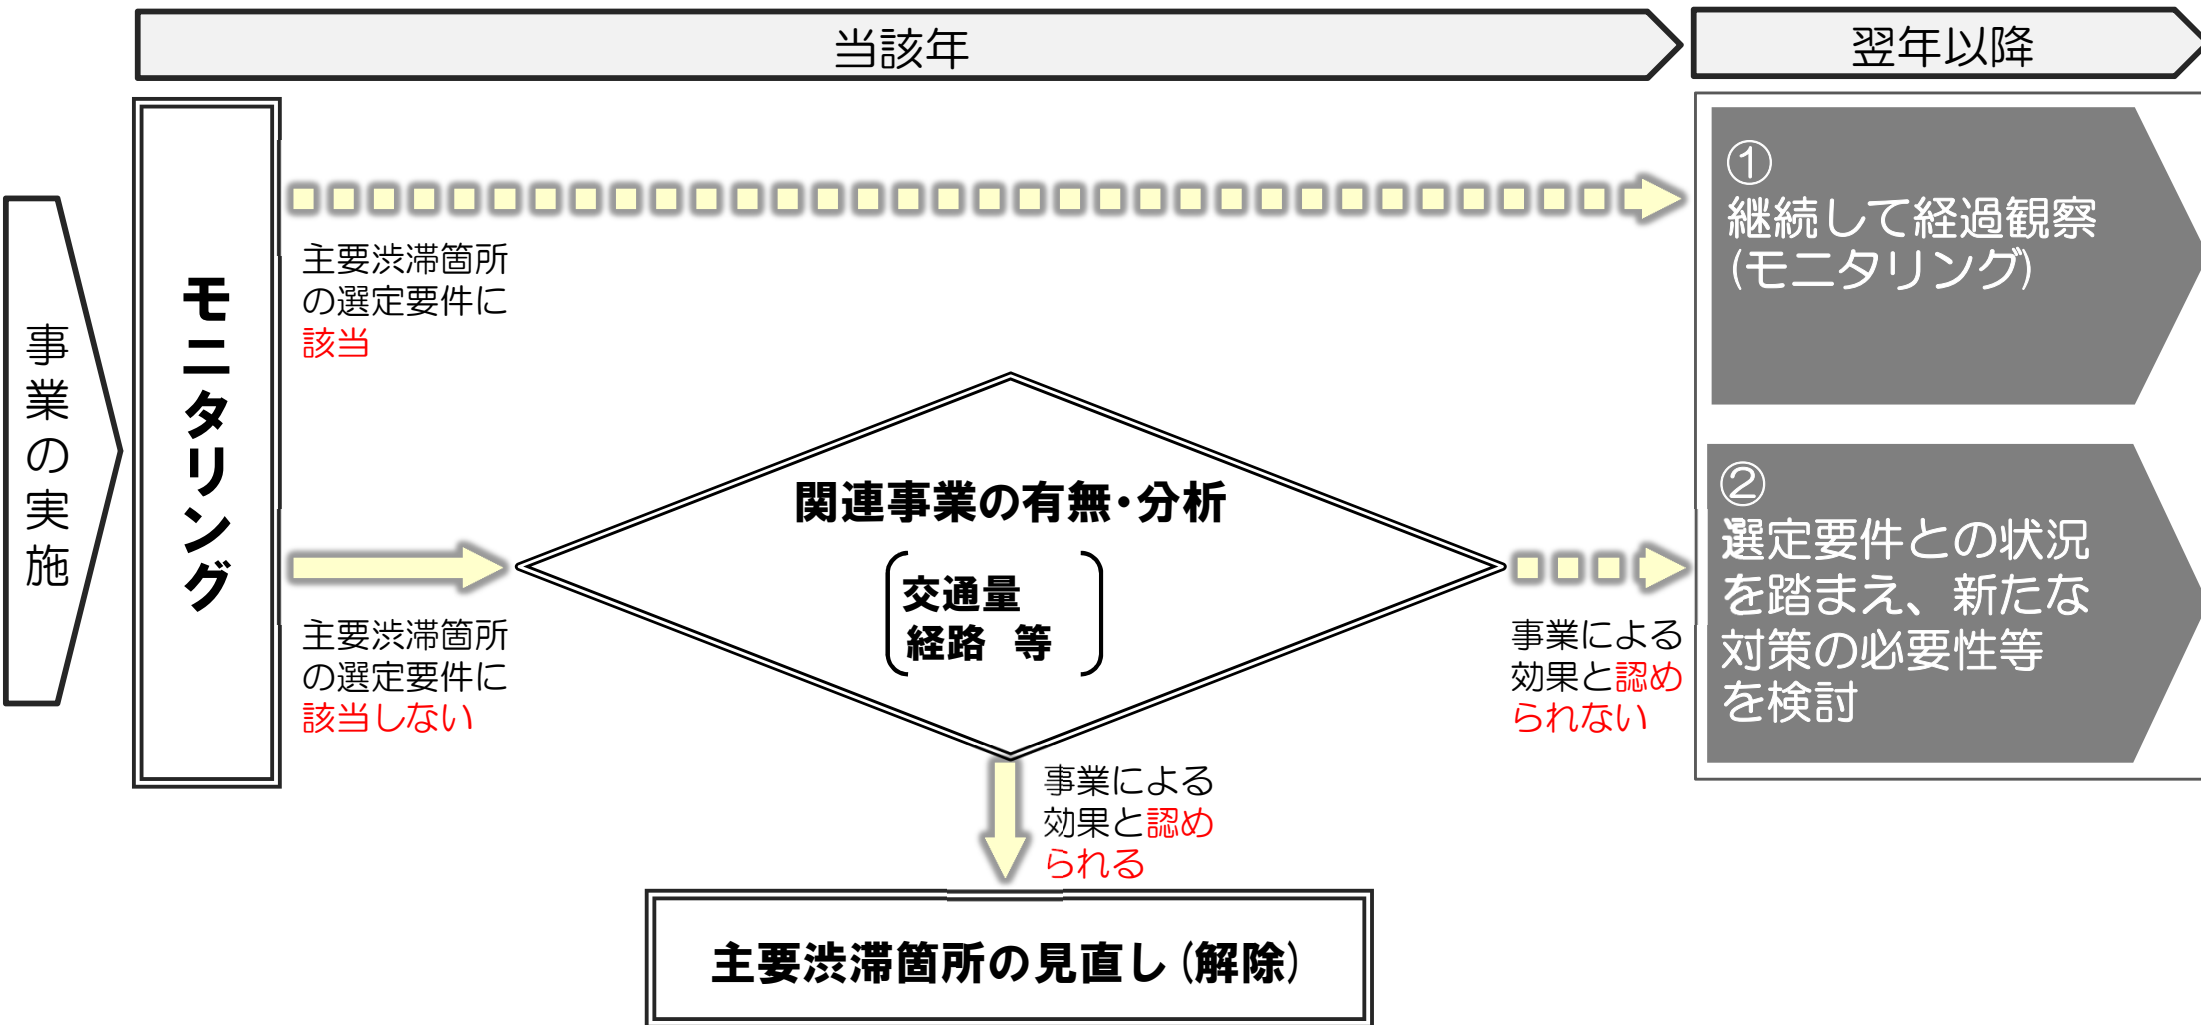 当該年
翌年以降
事業の実施
モニタリング
主要渋滞箇所
の選定要件に
該当
主要渋滞箇所
の選定要件に
該当しない
関連事業の有無･分析
交通量
経路 等
事業による
効果と認め
られない
事業による
効果と認め
られる
主要渋滞箇所の見直し(解除)
①
継続して経過観察
(モニタリング)
②
選定要件との状況
を踏まえ、新たな
対策の必要性等
を検討